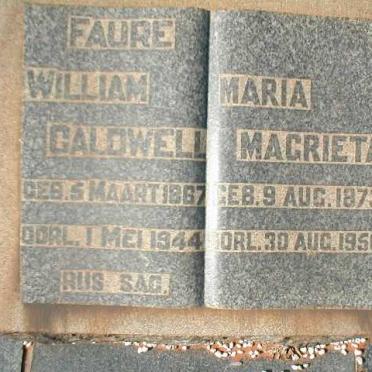 FAURE
WILLIAM
CALDWELL
GEB. 5 MAART 1867
OORL. 1 MEI 1944
RUS SAG.
MARIA
MAGRIETA
GEB. 9 AUG. 187
OORL. 30 AUG. 195